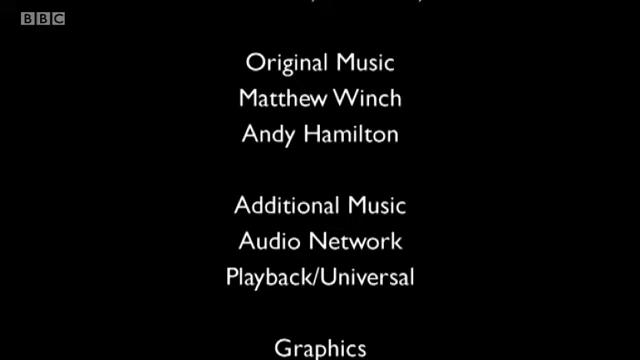 BBC
Original Music
Matthew Winch
Andy Hamilton
Additional Music
Audio Network
Playback/Universal
Graphics